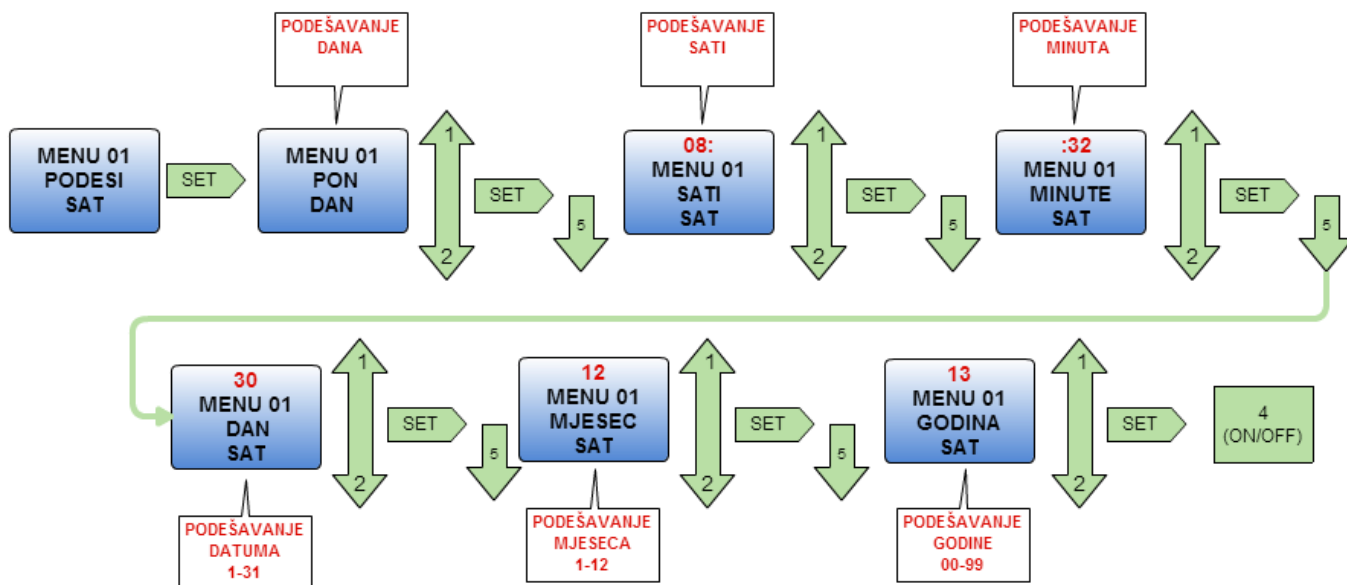 PODEŠAVANJE
DANA
PODEŠAVANJE
SATI
PODEŠAVANJE
MINUTA
MENU 01
PODESI
SAT
SET
MENU 01
PON
DAN
1
2
SET
5
08:
MENU 01
SATI
SAT
1
2
SET
5
:32
MENU 01
MINUTE
SAT
1
2
SET
5
30
MENU 01
DAN
SAT
1
2
SET
5
12
MENU 01
MJESEC
SAT
1
2
SET
5
13
MENU 01
GODINA
SAT
1
2
SET
4
(ON/OFF)
PODEŠAVANJE
DATUMA
1-31
PODEŠAVANJE
MJESECA
1-12
PODEŠAVANJE
GODINE
00-99